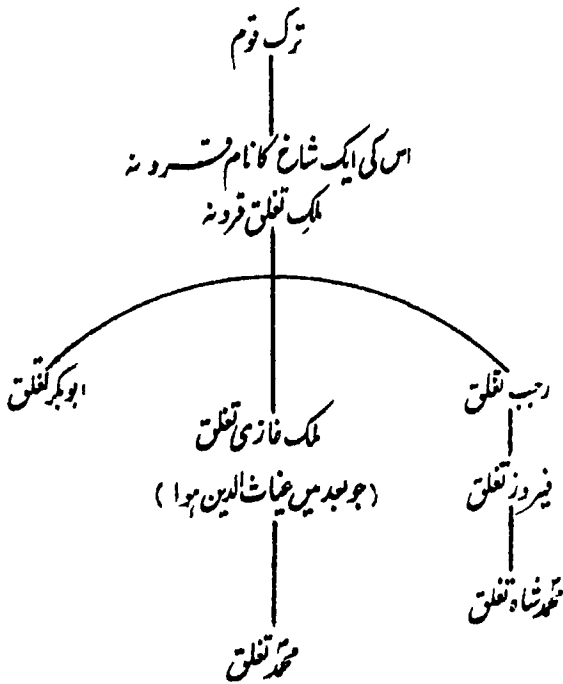 ترک قوم
اس کی ایک شاخ کا نام قرونہ
ملک تغلق قرونہ
رجب تغلق
ملک غازی تغلق
ابوبکر تغلق
(جو بعد میں غیاث الدین ہوا)
فیروز تغلق
محمد شاہ تغلق
محمد تغلق